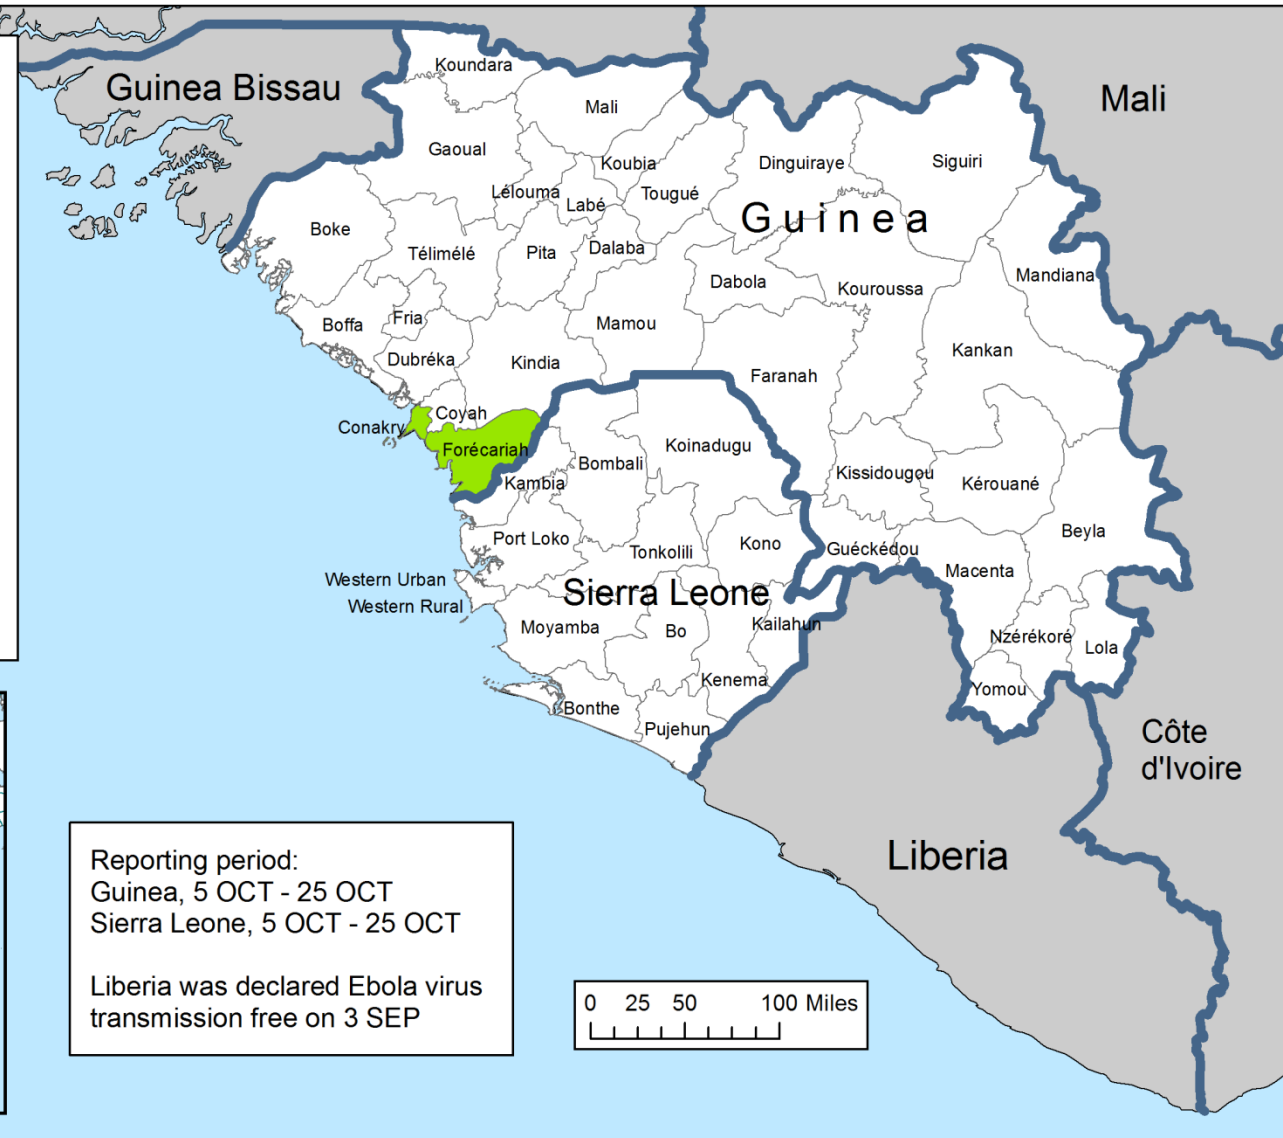 Guinea Bissau
Mali
Koundara
Mali
Gaoual
Koubia
Dinguiraye
Siguiri
Lélouma
Labé
Tougué
Guinea
Boke
Télimélé
Pita
Dalaba
Dabola
Kouroussa
Mandiana
Boffa
Fria
Mamou
Dubréka
Kindia
Kankan
Faranah
Conakry
Coyah
Forécariah
Koinadugu
Bombali
Kambia
Kissidougou
Kérouané
Beyla
Port Loko
Tonkolili
Kono
Guéckédou
Macenta
Western Urban
Western Rural
Sierra Leone
Moyamba
Bo
Kailahun
Nzérékoré
Lola
Kenema
Yomou
Bonthe
Pujehun
Côte
d'Ivoire
Liberia
Reporting period:
Guinea, 5 OCT - 25 OCT
Sierra Leone, 5 OCT - 25 OCT
Liberia was declared Ebola virus
transmission free on 3 SEP
0 25 50 100 Miles